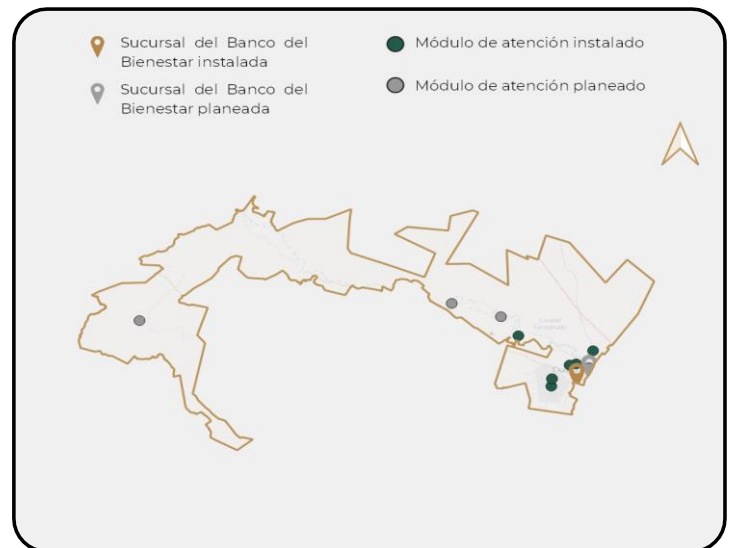 Sucursal del Banco del
Bienestar instalada
Sucursal del Banco del
Bienestar planeada
Módulo de atención instalado
Módulo de atención planeado